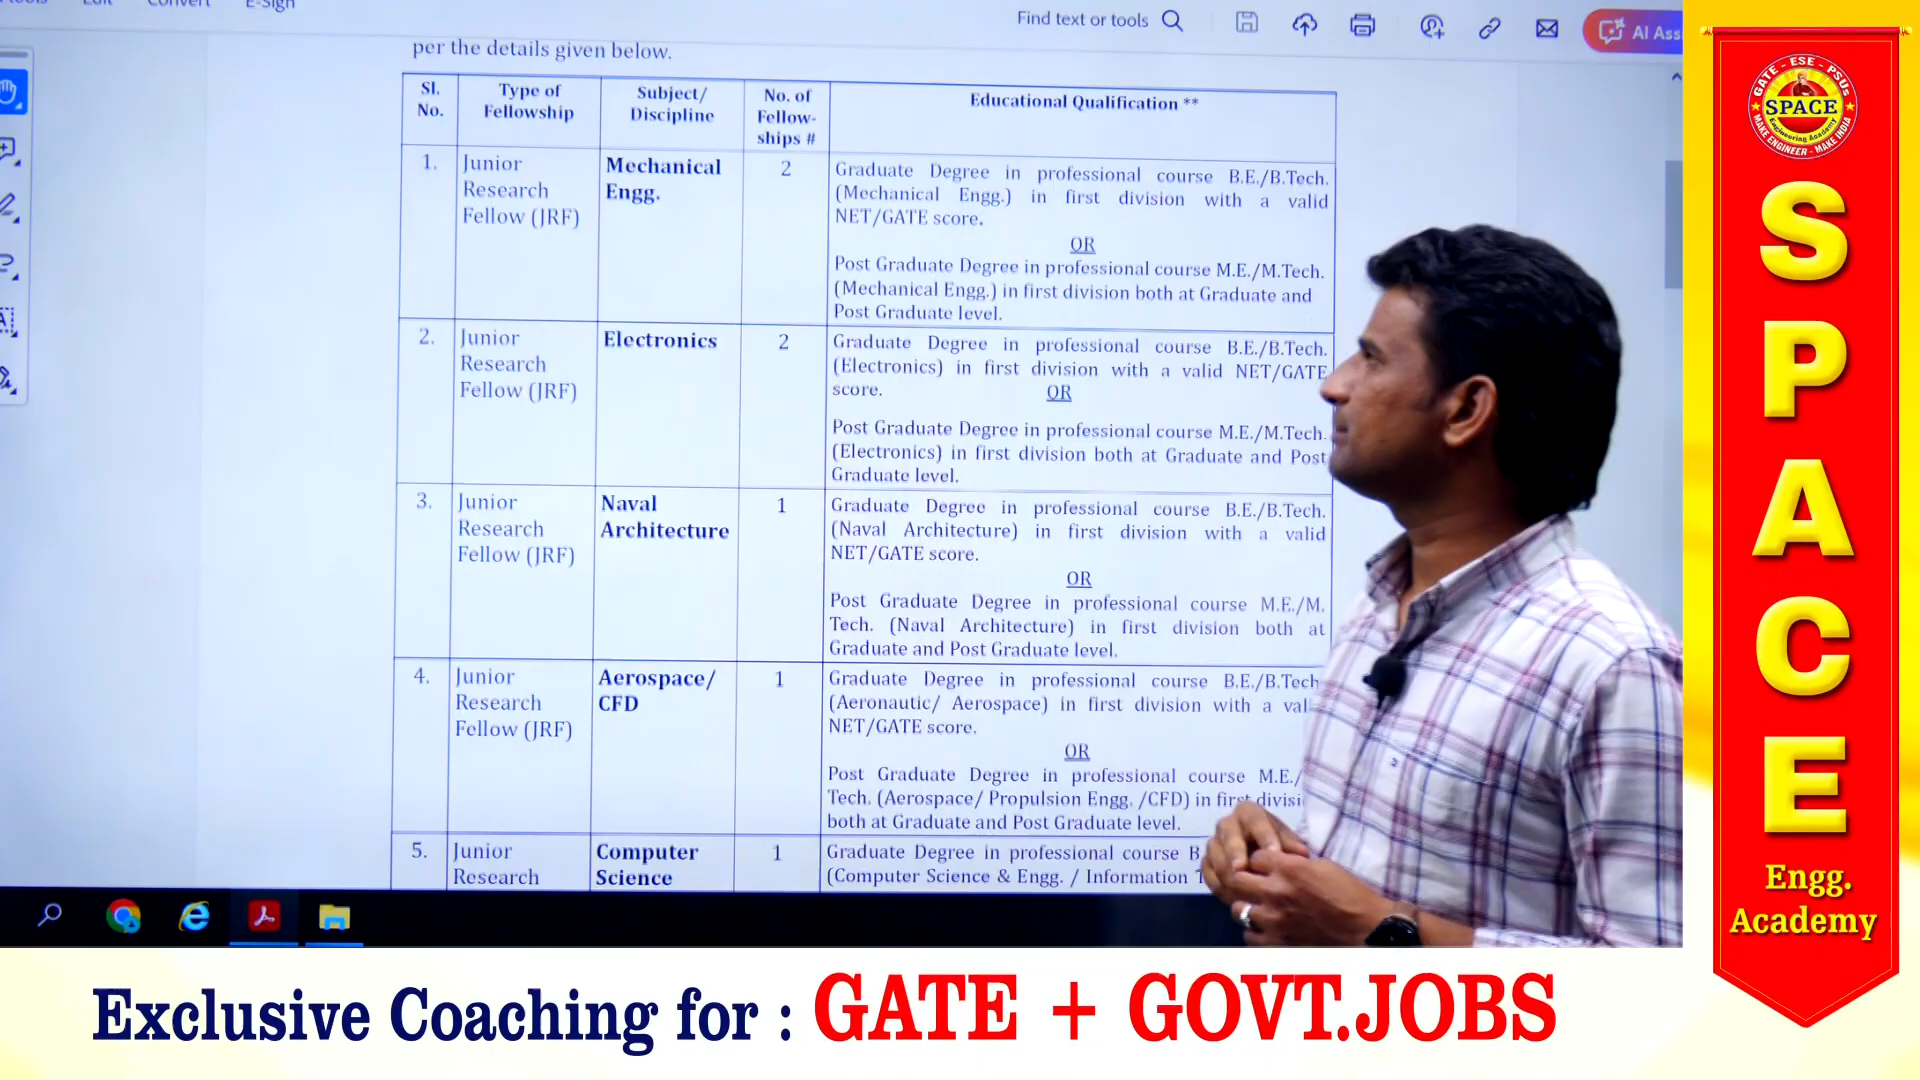 Convert
E-Sign
Find text or tools
AI Ass
per the details given below.
Sl. No.
Type of Fellowship
Subject/ Discipline
No. of Fellow-ships #
Educational Qualification **
1.
Junior
Research
Fellow (JRF)
Mechanical
Engg.
2
Graduate Degree in professional course B.E./B.Tech.
(Mechanical Engg.) in first division with a valid
NET/GATE score.
OR
Post Graduate Degree in professional course M.E./M.Tech.
(Mechanical Engg.) in first division both at Graduate and
Post Graduate level.
2.
Junior
Research
Fellow (JRF)
Electronics
2
Graduate Degree in professional course B.E./B.Tech.
(Electronics) in first division with a valid NET/GATE
score.
OR
Post Graduate Degree in professional course M.E./M.Tech.
(Electronics) in first division both at Graduate and Post
Graduate level.
3.
Junior
Research
Fellow (JRF)
Naval
Architecture
1
Graduate Degree in professional course B.E./B.Tech.
(Naval Architecture) in first division with a valid
NET/GATE score.
OR
Post Graduate Degree in professional course M.E./M.
Tech. (Naval Architecture) in first division both at
Graduate and Post Graduate level.
4.
Junior
Research
Fellow (JRF)
Aerospace/
CFD
1
Graduate Degree in professional course B.E./B.Tech
(Aeronautic/ Aerospace) in first division with a val
NET/GATE score.
OR
Post Graduate Degree in professional course M.E./
Tech. (Aerospace/ Propulsion Engg. /CFD) in first divisi
both at Graduate and Post Graduate level.
5.
Junior
Research
Computer
Science
1
Graduate Degree in professional course B
(Computer Science & Engg. / Information T
GATE - ESE - PSUs
SPACE
Engineering Academy
MAKE ENGINEER - MAKE INDIA
SPACE
Engg.
Academy
Exclusive Coaching for : GATE + GOVT.JOBS